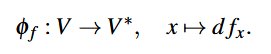 ϕ_f : V → V*,    x ↦ df_x.